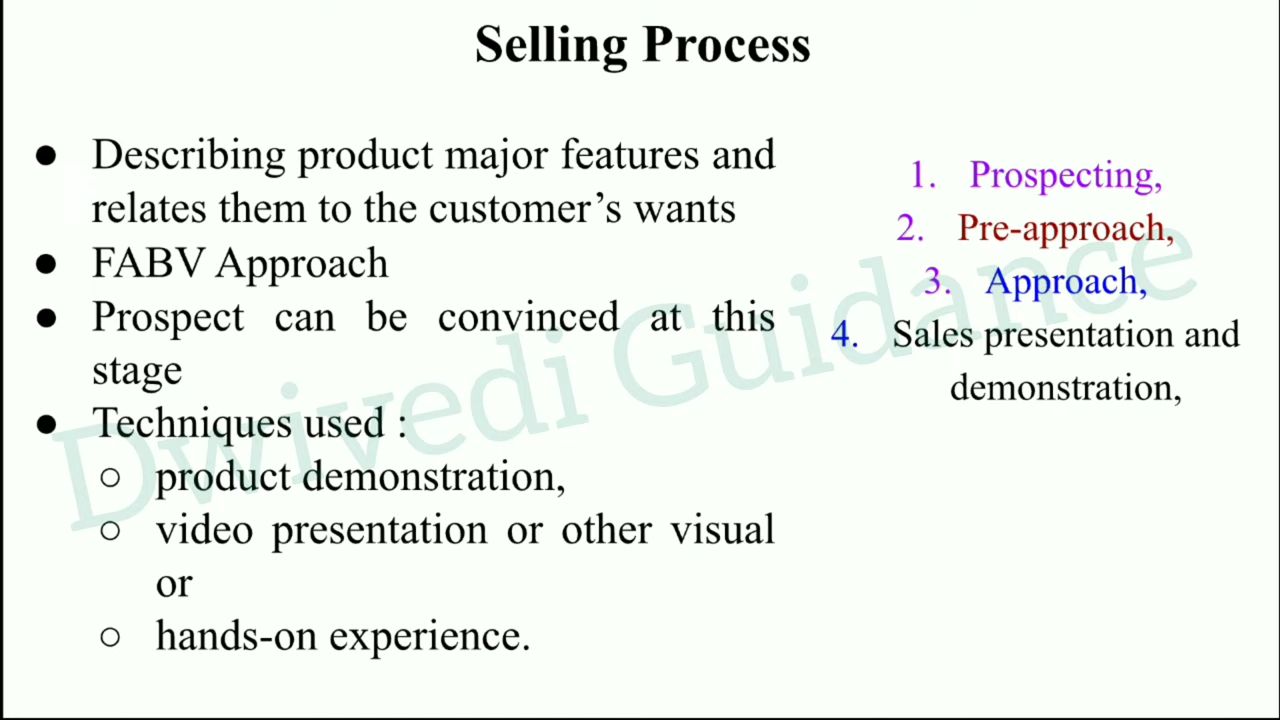 Selling Process
● Describing product major features and
relates them to the customer’s wants
● FABV Approach
● Prospect can be convinced at this
stage
● Techniques used :
○ product demonstration,
○ video presentation or other visual
or
○ hands-on experience.
1. Prospecting,
2. Pre-approach,
3. Approach,
4. Sales presentation and
demonstration,
Dwivedi Guidance